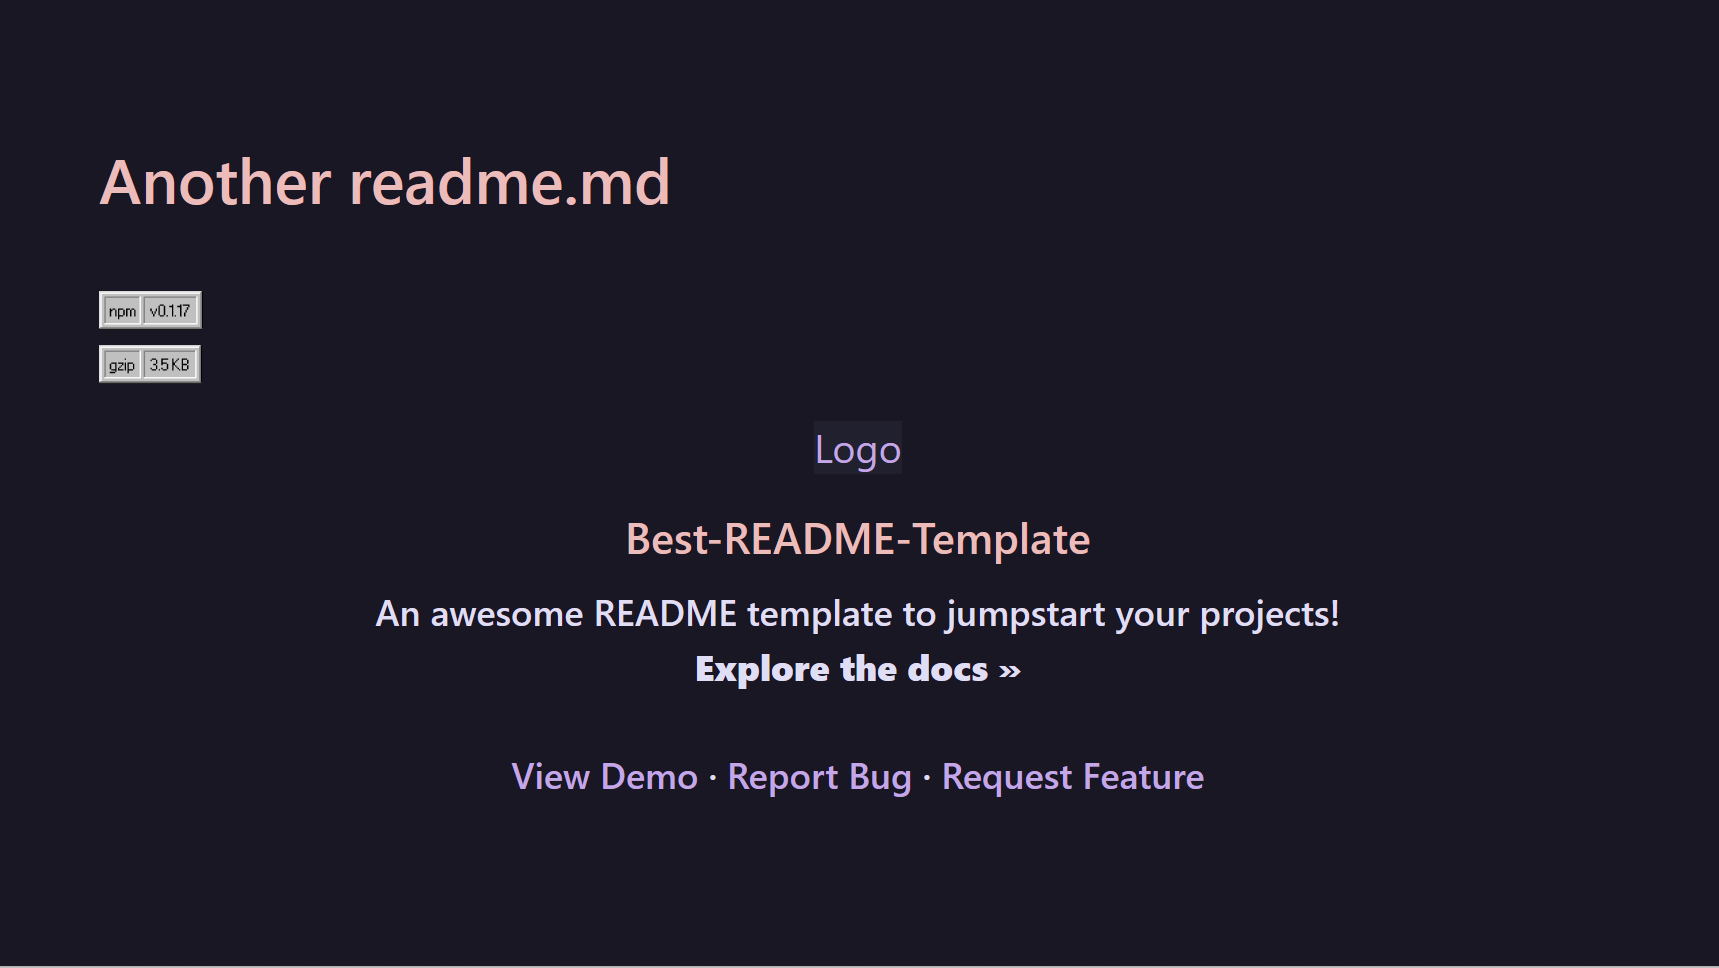 Another readme.md
npm v0.1.17
gzip 3.5 KB
Logo
Best-README-Template
An awesome README template to jumpstart your projects!
Explore the docs »
View Demo · Report Bug · Request Feature